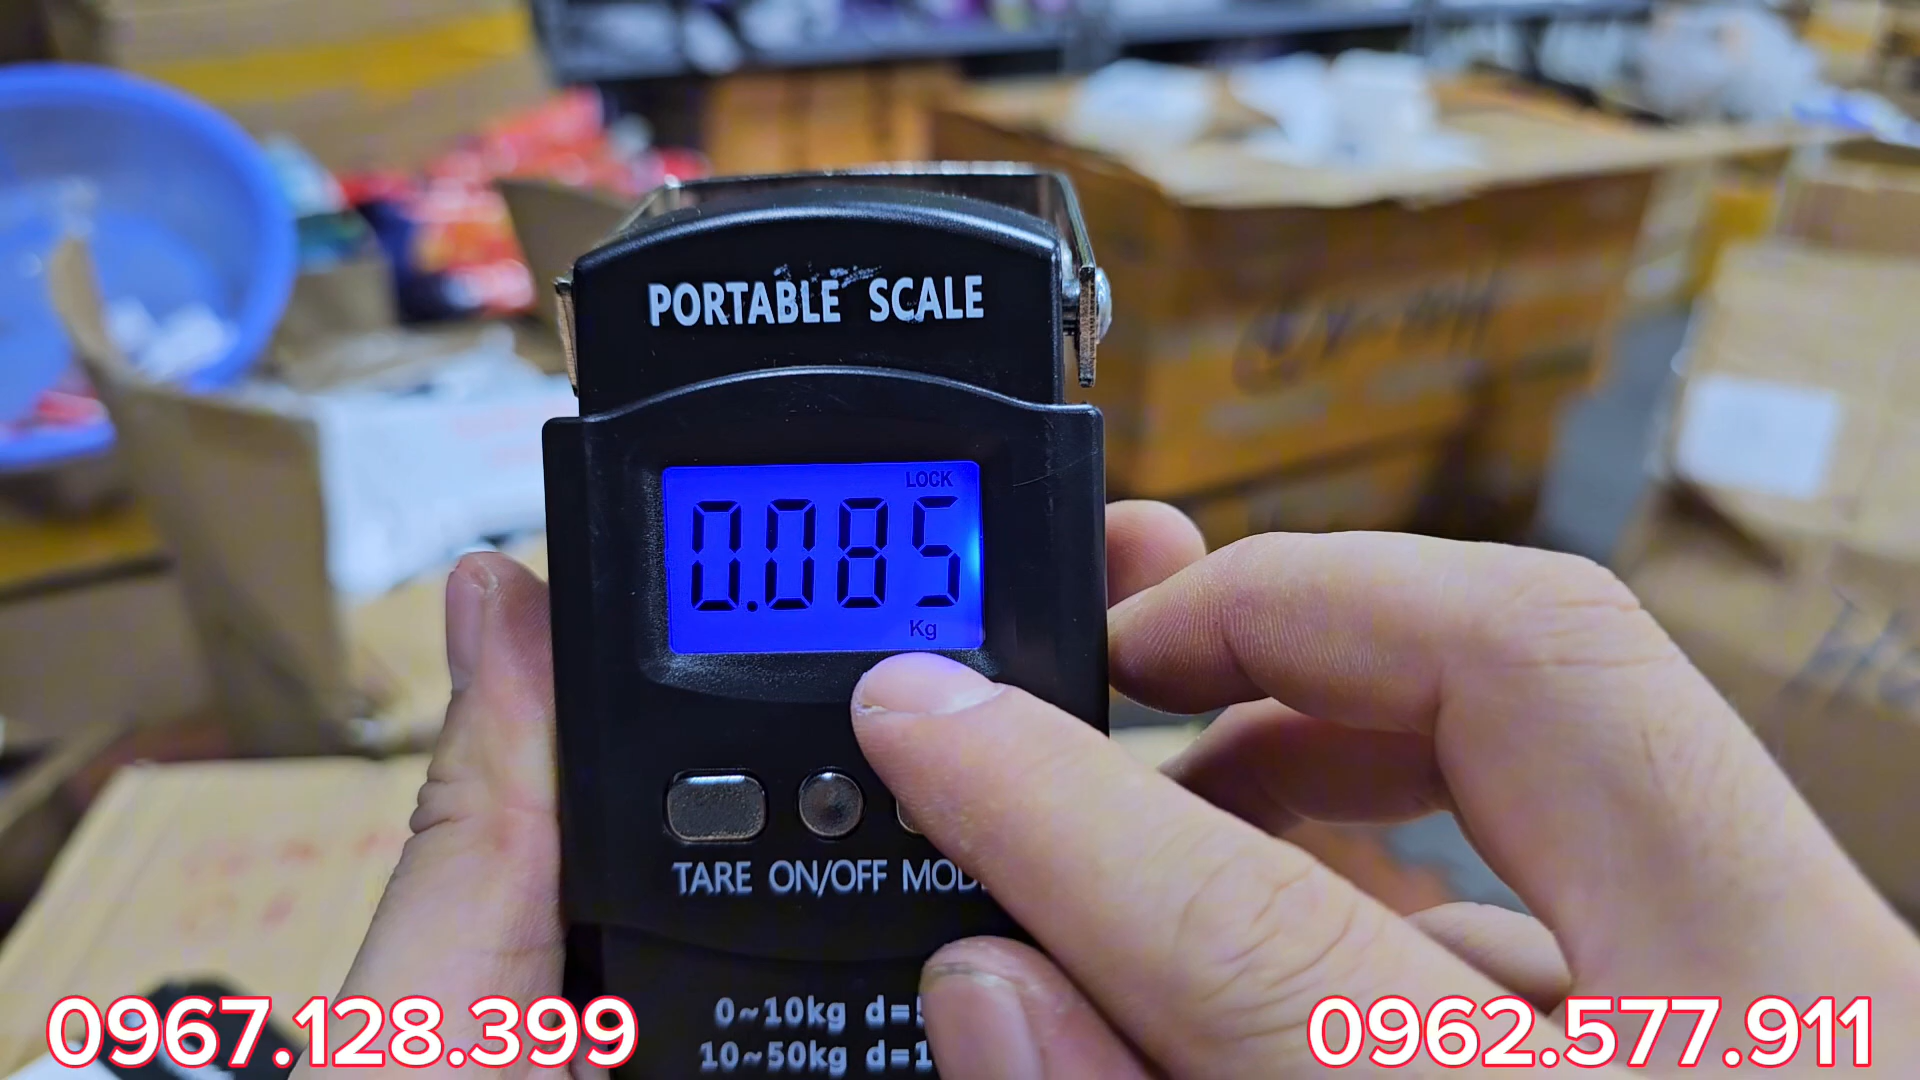 PORTABLE SCALE
LOCK
0.085
Kg
TARE ON/OFF
0~10kg
10~50kg
0967.128.399
0962.577.911